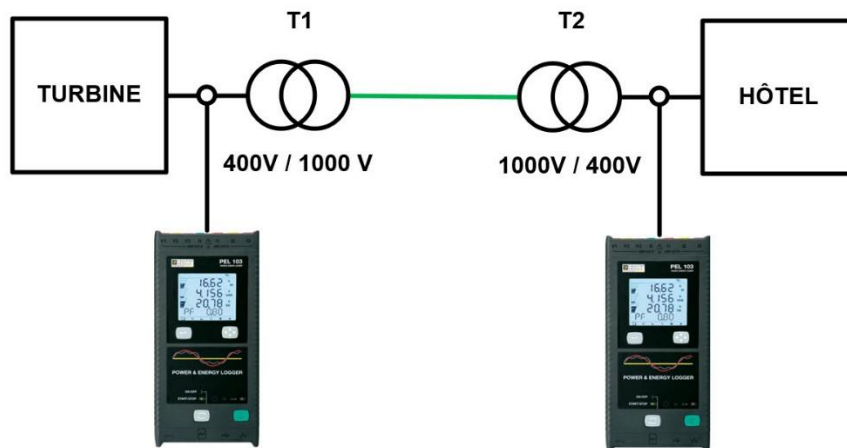 T1
T2
TURBINE
HÔTEL
400V / 1000 V
1000V / 400V
PEL 103
16.62
4.156
20.78
PF 0.80
POWER & ENERGY LOGGER
PEL 103
16.62
4.156
20.78
PF 0.80
POWER & ENERGY LOGGER